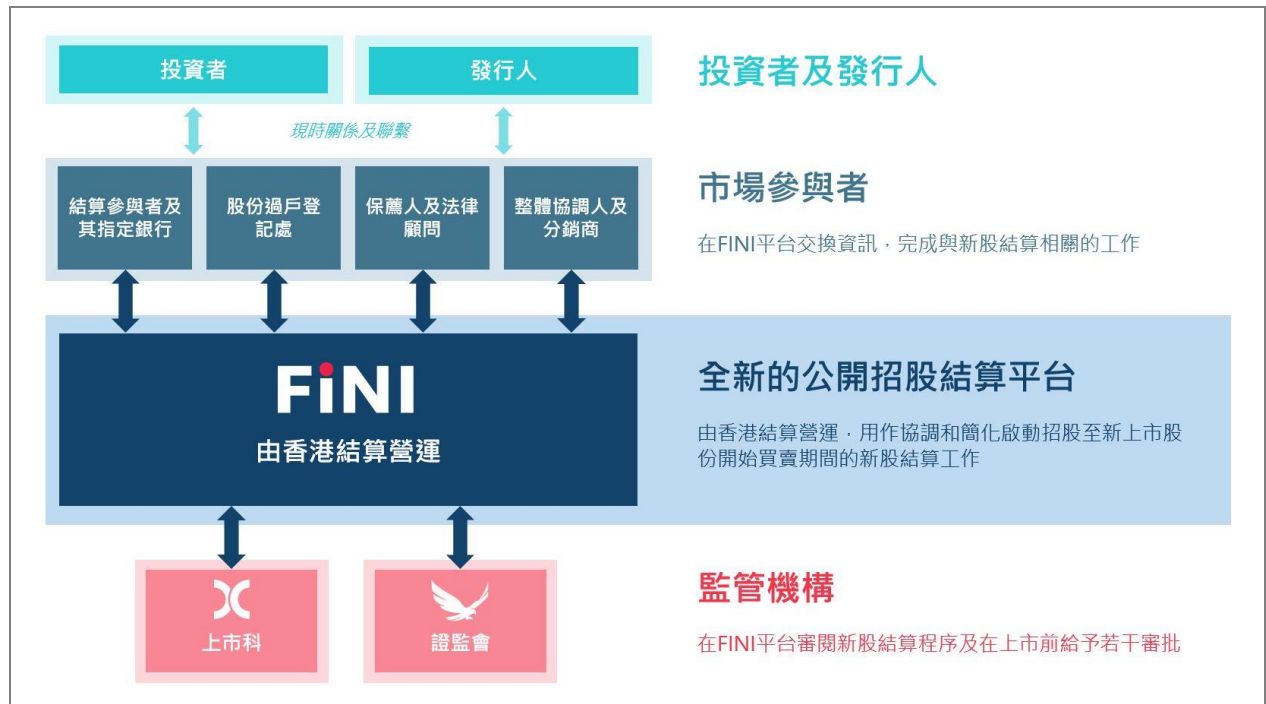 投資者
發行人
投資者及發行人
現時關係及聯繫
結算參與者及
其指定銀行
股份過戶登
記處
保薦人及法律
顧問
整體協調人及
分銷商
市場參與者
在FINI平台交換資訊，完成與新股結算相關的工作
FiNI
由香港結算營運
全新的公開招股結算平台
由香港結算營運，用作協調和簡化啟動招股至新上市股
份開始買賣期間的新股結算工作
上市科
證監會
監管機構
在FINI平台審閱新股結算程序及在上市前給予若干審批